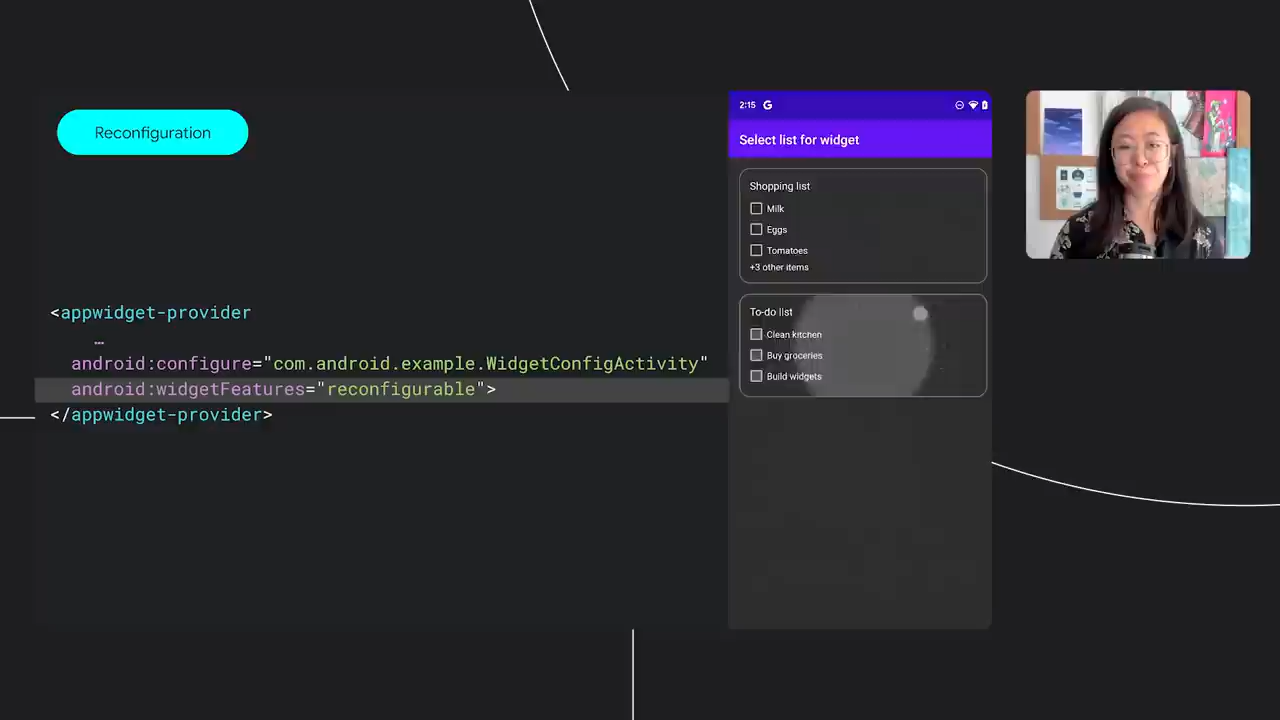 Reconfiguration
<appwidget-provider
…
android:configure="com.android.example.WidgetConfigActivity"
android:widgetFeatures="reconfigurable">
</appwidget-provider>
2:15 G
Select list for widget
Shopping list
Milk
Eggs
Tomatoes
+3 other items
To-do list
Clean kitchen
Buy groceries
Build widgets